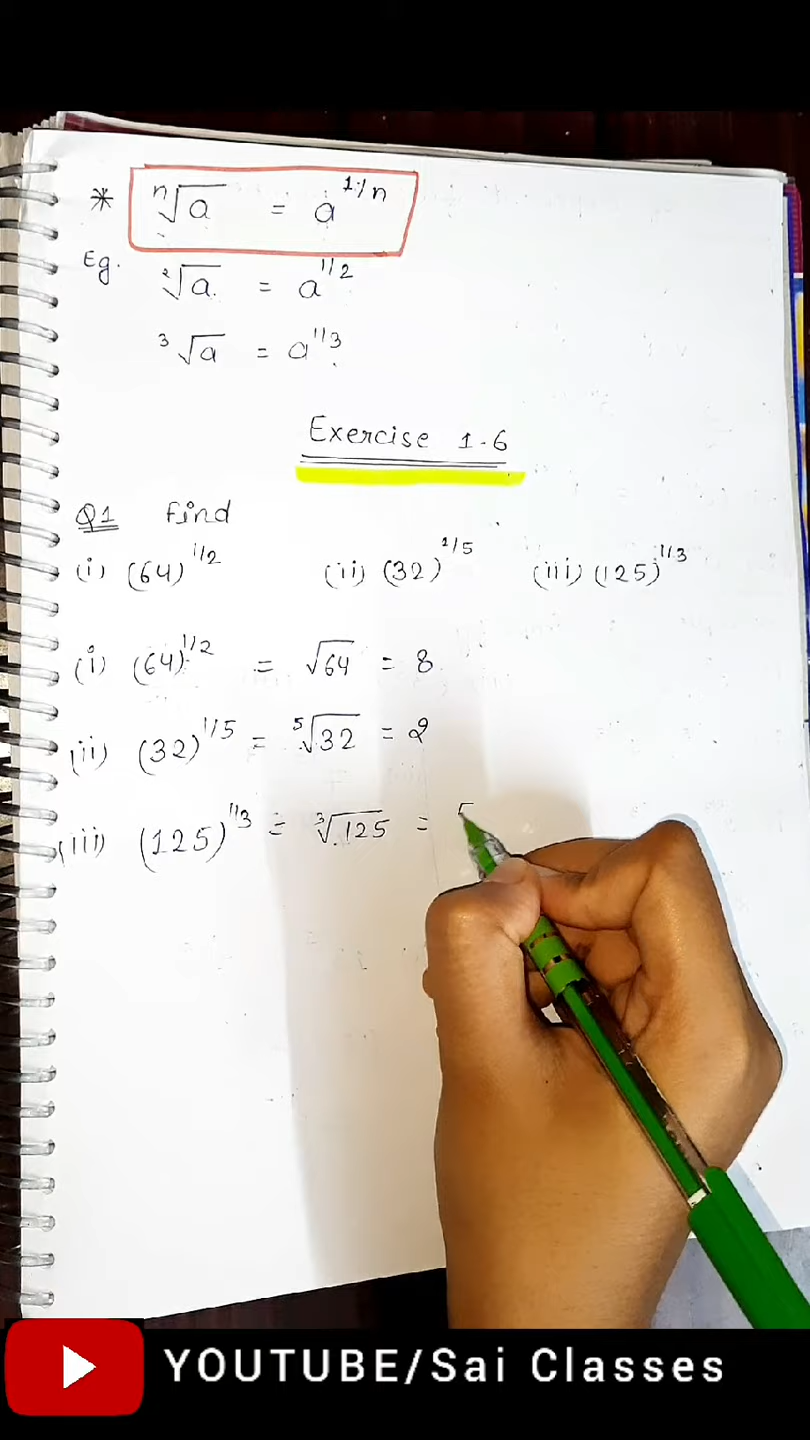 * ⁿ√a = a^1/n
Eg. ²√a = a^1/2
³√a = a^1/3
Exercise 1.6
Q1 Find
(i) (64)^1/2 (ii) (32)^1/5 (iii) (125)^1/3
(i) (64)^1/2 = √64 = 8
(ii) (32)^1/5 = ⁵√32 = 2
(iii) (125)^1/3 = ³√125 = 5
YOUTUBE/Sai Classes